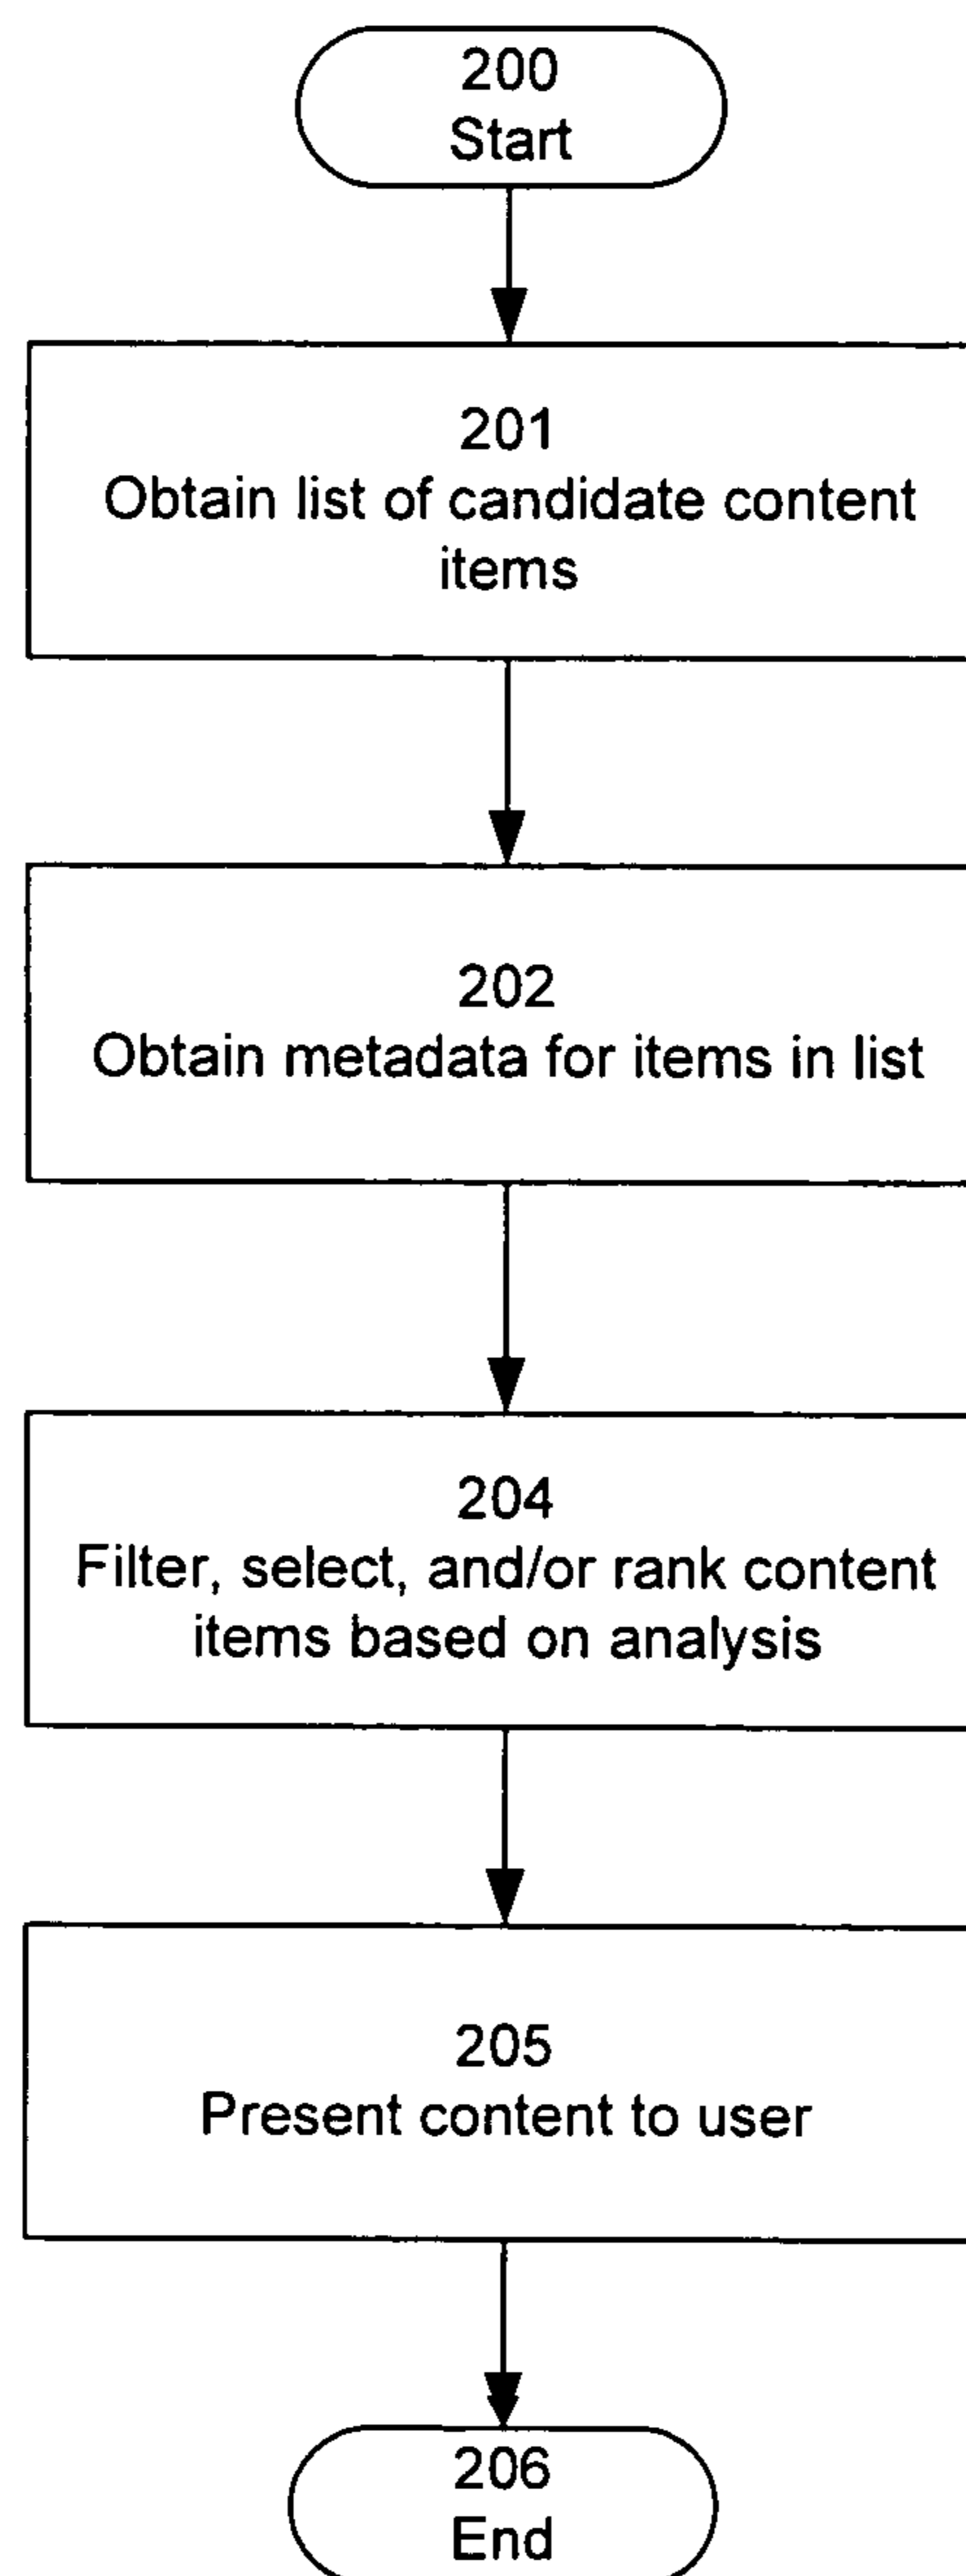 200
Start
201
Obtain list of candidate content
items
202
Obtain metadata for items in list
204
Filter, select, and/or rank content
items based on analysis
205
Present content to user
206
End